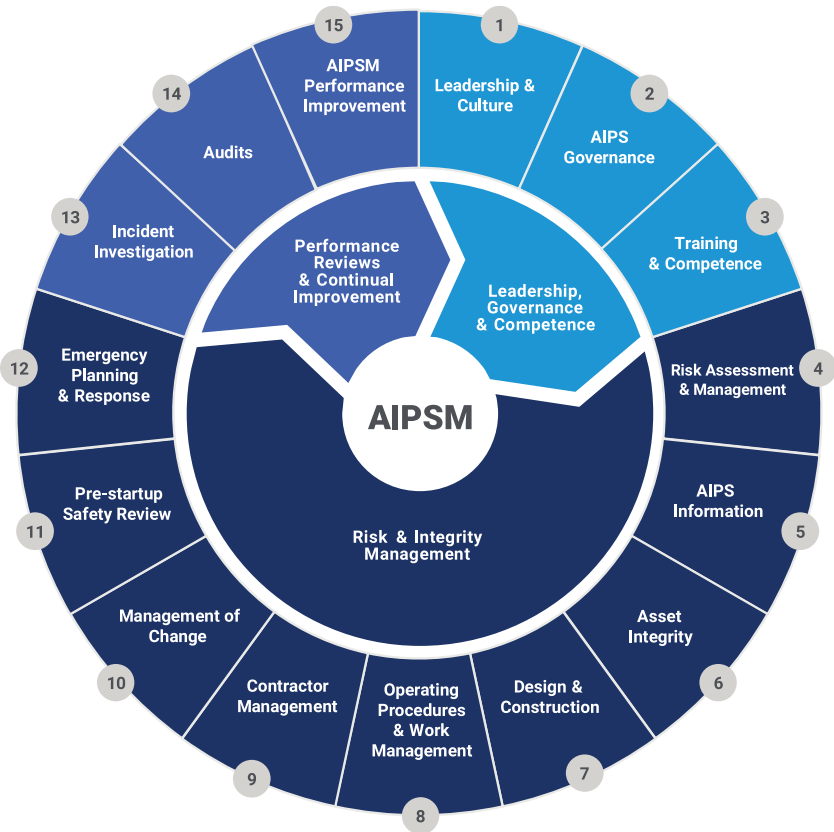 1
Leadership &
Culture
2
AIPS
Governance
3
Training
& Competence
4
Risk Assessment
& Management
5
AIPS
Information
6
Asset
Integrity
7
Design &
Construction
8
Operating
Procedures
& Work
Management
9
Contractor
Management
10
Management of
Change
11
Pre-startup
Safety Review
12
Emergency
Planning
& Response
13
Incident
Investigation
14
Audits
15
AIPSM
Performance
Improvement
Performance
Reviews
& Continual
Improvement
Leadership,
Governance
& Competence
Risk & Integrity
Management
AIPSM